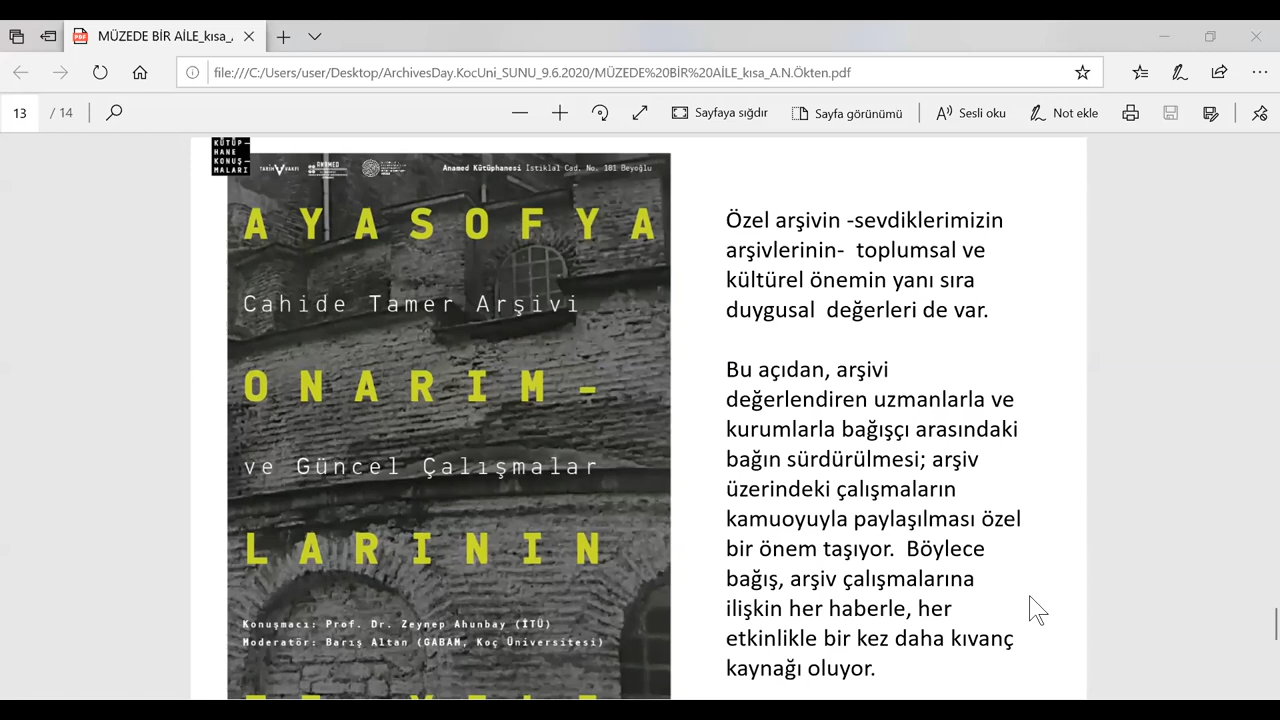 MÜZEDE BİR AİLE_kısa_A
file:///C:/Users/user/Desktop/ArchivesDay.KocUni_SUNU_9.6.2020/MÜZEDE%20BİR%20AİLE_kısa_A.N.Ökten.pdf
13 / 14
Sayfaya sığdır
Sayfa görünümü
Sesli oku
Not ekle
KÜTÜP—
HANE
KONUŞ—
MALARI
TARİH VAKFI
ANAMED
Anamed Kütüphanesi İstiklal Cad. No. 181 Beyoğlu
AYASOFYA
Cahide Tamer Arşivi
ONARIM-
ve Güncel Çalışmalar
LARININ
Konuşmacı: Prof. Dr. Zeynep Ahunbay (İTÜ)
Moderatör: Barış Altan (GABAM, Koç Üniversitesi)
Özel arşivin -sevdiklerimizin
arşivlerinin- toplumsal ve
kültürel önemin yanı sıra
duygusal değerleri de var.
Bu açıdan, arşivi
değerlendiren uzmanlarla ve
kurumlarla bağışçı arasındaki
bağın sürdürülmesi; arşiv
üzerindeki çalışmaların
kamuoyuyla paylaşılması özel
bir önem taşıyor. Böylece
bağış, arşiv çalışmalarına
ilişkin her haberle, her
etkinlikle bir kez daha kıvanç
kaynağı oluyor.